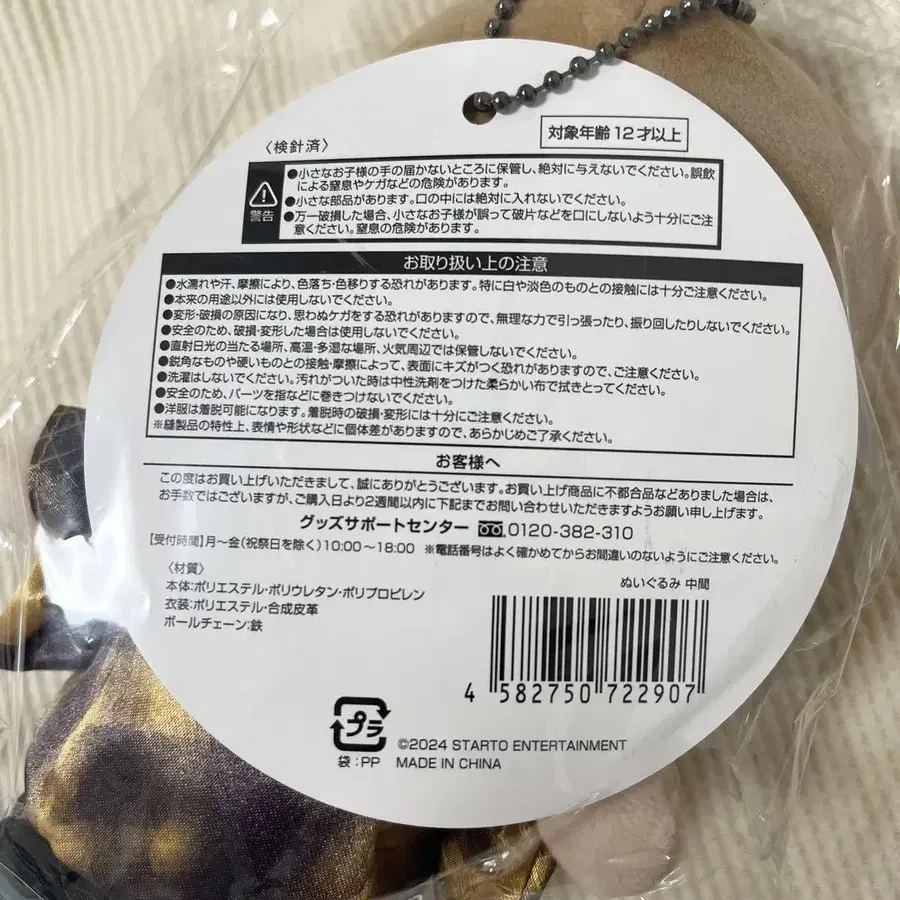 対象年齢12才以上
〈検針済〉
警告
●小さなお子様の手の届かないところに保管し、絶対に与えないでください。誤飲
による窒息やケガなどの危険があります。
●小さな部品があります。口の中には絶対に入れないでください。
●万一破損した場合、小さなお子様が誤って破片などを口にしないよう十分にご注
意ください。窒息の危険があります。
お取り扱い上の注意
●水濡れや汗、摩擦により、色落ち・色移りする恐れがあります。特に白や淡色のものとの接触には十分ご注意ください。
●本来の用途以外には使用しないでください。
●変形・破損の原因になり、思わぬケガをする恐れがありますので、無理な力で引っ張ったり、振り回したりしないでください。
●安全のため、破損・変形した場合は使用しないでください。
●直射日光の当たる場所、高温・多湿な場所、火気周辺では保管しないでください。
●鋭角なものや硬いものとの接触・摩擦によって、表面にキズがつく恐れがありますので、ご注意ください。
●洗濯はしないでください。汚れがついた時は中性洗剤をつけた柔らかい布で拭きとってください。
●安全のため、パーツを指などに巻きつけないでください。
●洋服は着脱可能になります。着脱時の破損・変形には十分にご注意ください。
※縫製品の特性上、表情や形状などに個体差がありますので、あらかじめご了承ください。
お客様へ
この度はお買い上げいただきまして、誠にありがとうございます。お買い上げ商品に不都合品などありました場合は、
お手数ではございますが、ご購入日より2週間以内に下記までお問い合わせいただきますようお願い申し上げます。
グッズサポートセンター 0120-382-310
【受付時間】月～金(祝祭日を除く)10:00～18:00 ※電話番号はよく確かめてからお間違いのないようにご注意ください。
〈材質〉
本体:ポリエステル・ポリウレタン・ポリプロピレン
衣装:ポリエステル・合成皮革
ボールチェーン:鉄
ぬいぐるみ 中間
4 582750 722907
プラ
袋:PP
©2024 STARTO ENTERTAINMENT
MADE IN CHINA